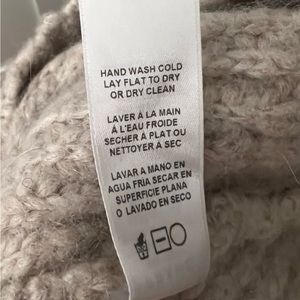 HAND WASH COLD
LAY FLAT TO DRY
OR DRY CLEAN
LAVER À LA MAIN
À L'EAU FROIDE
SECHER À PLAT OU
NETTOYER À SEC
LAVAR A MANO EN
AGUA FRIA SECAR EN
SUPERFICIE PLANA
O LAVADO EN SECO